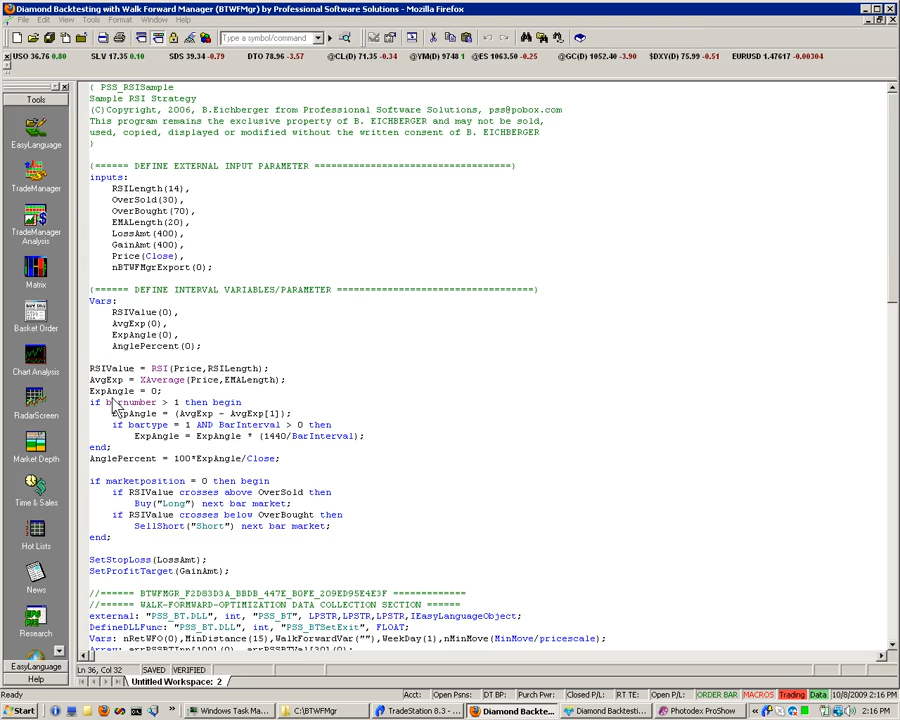 Diamond Backtesting with Walk Forward Manager (BTWFMgr) by Professional Software Solutions, pss@pobox.com - Mozilla Firefox
File Edit View Tools Format Window Help
Type a symbol/command
USO 36.76 0.80 SLV 17.35 0.10 SDS 39.34 -0.79 DTO 78.96 -3.57 @CL(D) 71.35 -0.34 @YM(D) 9748 1 @ES 1063.50 -0.25 @GC(D) 1052.40 -3.90 $DXY(D) 75.99 -0.51 EURUSD 1.47617 -0.00304
Tools
EasyLanguage
TradeManager
TradeManager
Analysis
Matrix
Basket Order
Chart Analysis
RadarScreen
Market Depth
Time & Sales
Hot Lists
News
Research
EasyLanguage
Help
{ PSS_RSISample
Sample RSI Strategy
(C)Copyright, 2006, B.Eichberger from Professional Software Solutions, pss@pobox.com
This program remains the exclusive property of B. EICHBERGER and may not be sold,
used, copied, displayed or modified without the written consent of B. EICHBERGER
}
{====== DEFINE EXTERNAL INPUT PARAMETER ===================================}
inputs:
RSILength(14),
OverSold(30),
OverBought(70),
EMALength(20),
LossAmt(400),
GainAmt(400),
Price(Close),
nBTWFMgrExport(0);
{====== DEFINE INTERVAL VARIABLES/PARAMETER ===================================}
Vars:
RSIValue(0),
AvgExp(0),
ExpAngle(0),
AnglePercent(0);
RSIValue = RSI(Price,RSILength);
AvgExp = XAverage(Price,EMALength);
ExpAngle = 0;
if barnumber > 1 then begin
ExpAngle = (AvgExp - AvgExp[1]);
if bartype = 1 AND BarInterval > 0 then
ExpAngle = ExpAngle * (1440/BarInterval);
end;
AnglePercent = 100*ExpAngle/Close;
if marketposition = 0 then begin
if RSIValue crosses above OverSold then
Buy("Long") next bar market;
if RSIValue crosses below OverBought then
SellShort("Short") next bar market;
end;
SetStopLoss(LossAmt);
SetProfitTarget(GainAmt);
//====== BTWFMGR_F2D83D3A_BBDB_447E_B0FE_209ED95E4E3F =============
//====== WALK-FORMWARD-OPTIMIZATION DATA COLLECTION SECTION ======
external: "PSS_BT.DLL", int, "PSS_BT", LPSTR,LPSTR,LPSTR,IEasyLanguageObject;
DefineDLLFunc: "PSS_BT.DLL", int, "PSS_BTSetExit", FLOAT;
Vars: nRetWFO(0),MinDistance(15),WalkForwardVar(""),WeekDay(1),nMinMove(MinMove/pricescale);
Ln 36, Col 32 SAVED VERIFIED
Untitled Workspace: 2
Ready
Acct: Open Psns: DT BP: Purch Pwr: Closed P/L: RT TE: Open P/L: ORDER BAR MACROS Trading Data 10/8/2009 2:16 PM
Start Windows Task Ma... C:\BTWFMgr TradeStation 8.3 - ... Diamond Backte... Diamond Backtesti... Photodex ProShow 2:16 PM